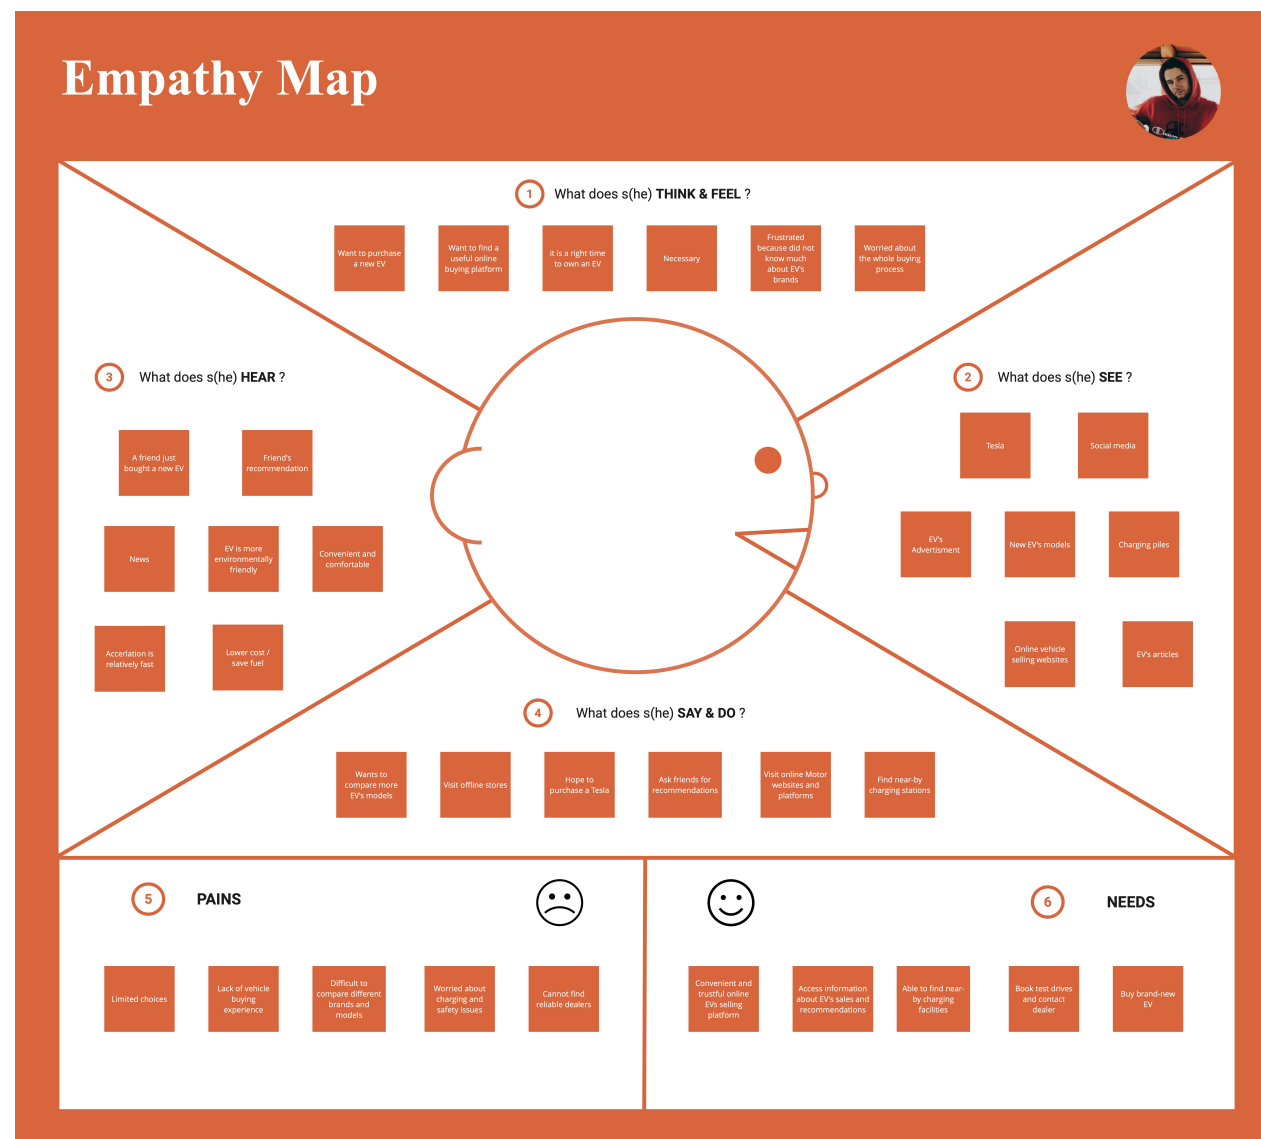 Empathy Map
1
What does s(he) THINK & FEEL ?
Want to purchase
a new EV
Want to find a
useful online
buying platform
it is a right time
to own an EV
Necessary
Frustrated
because did not
know much
about EV's
brands
Worried about
the whole buying
process
3
What does s(he) HEAR ?
A friend just
bought a new EV
Friend's
recommendation
News
EV is more
environmentally
friendly
Convenient and
comfortable
Accerlation is
relatively fast
Lower cost /
save fuel
2
What does s(he) SEE ?
Tesla
Social media
EV's
Advertisment
New EV's models
Charging piles
Online vehicle
selling websites
EV's articles
4
What does s(he) SAY & DO ?
Wants to
compare more
EV's models
Visit offline stores
Hope to
purchase a Tesla
Ask friends for
recommendations
Visit online Motor
websites and
platforms
Find near-by
charging stations
5
PAINS
Limited choices
Lack of vehicle
buying
experience
Difficult to
compare different
brands and
models
Worried about
charging and
safety issues
Cannot find
reliable dealers
6
NEEDS
Convenient and
trustful online
EVs selling
platform
Access information
about EV's sales and
recommendations
Able to find near-
by charging
facilities
Book test drives
and contact
dealer
Buy brand-new
EV